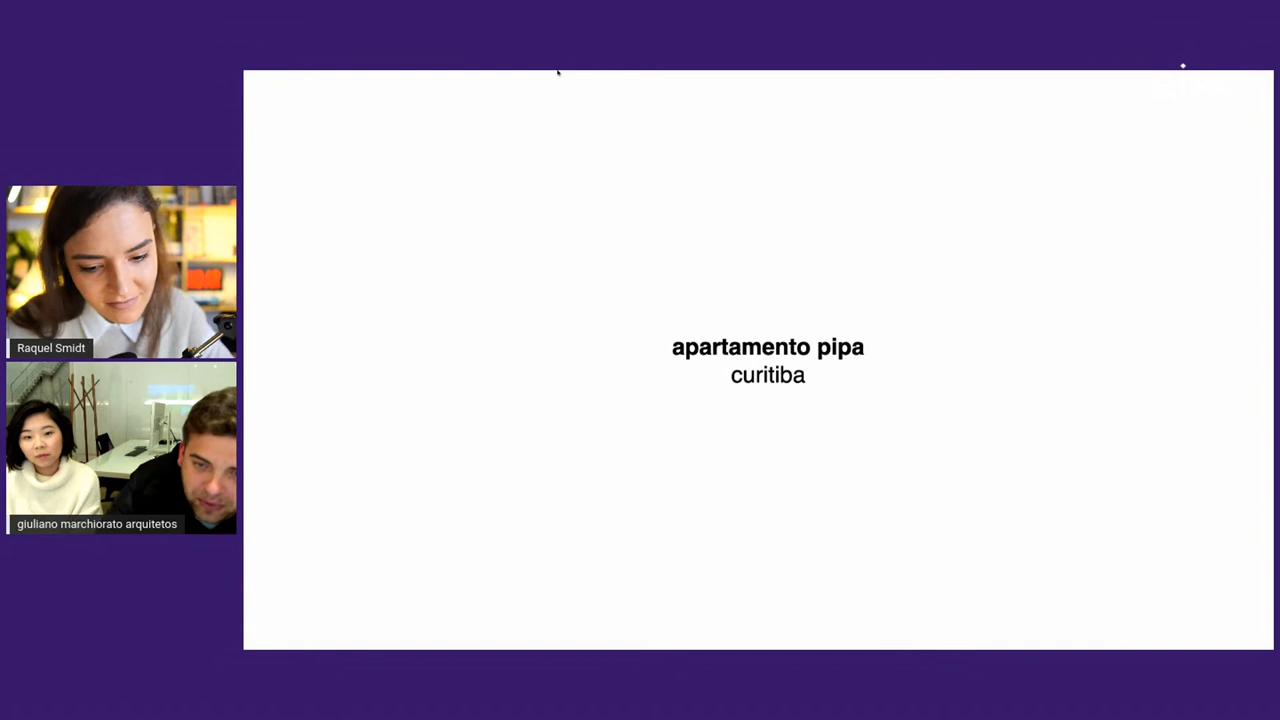 Raquel Smidt
giuliano marchiorato arquitetos
apartamento pipa
curitiba